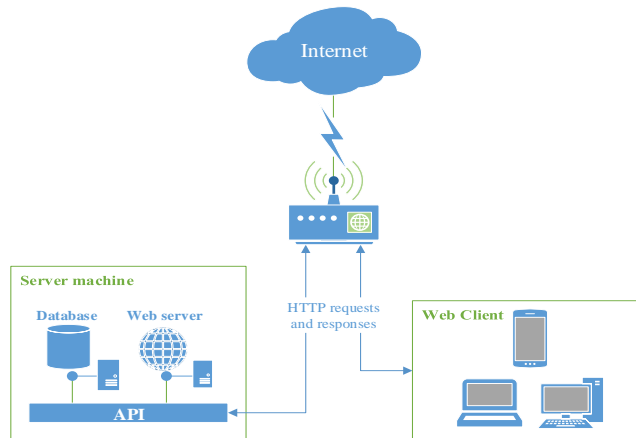 Internet
Server machine
Database
Web server
API
HTTP requests
and responses
Web Client